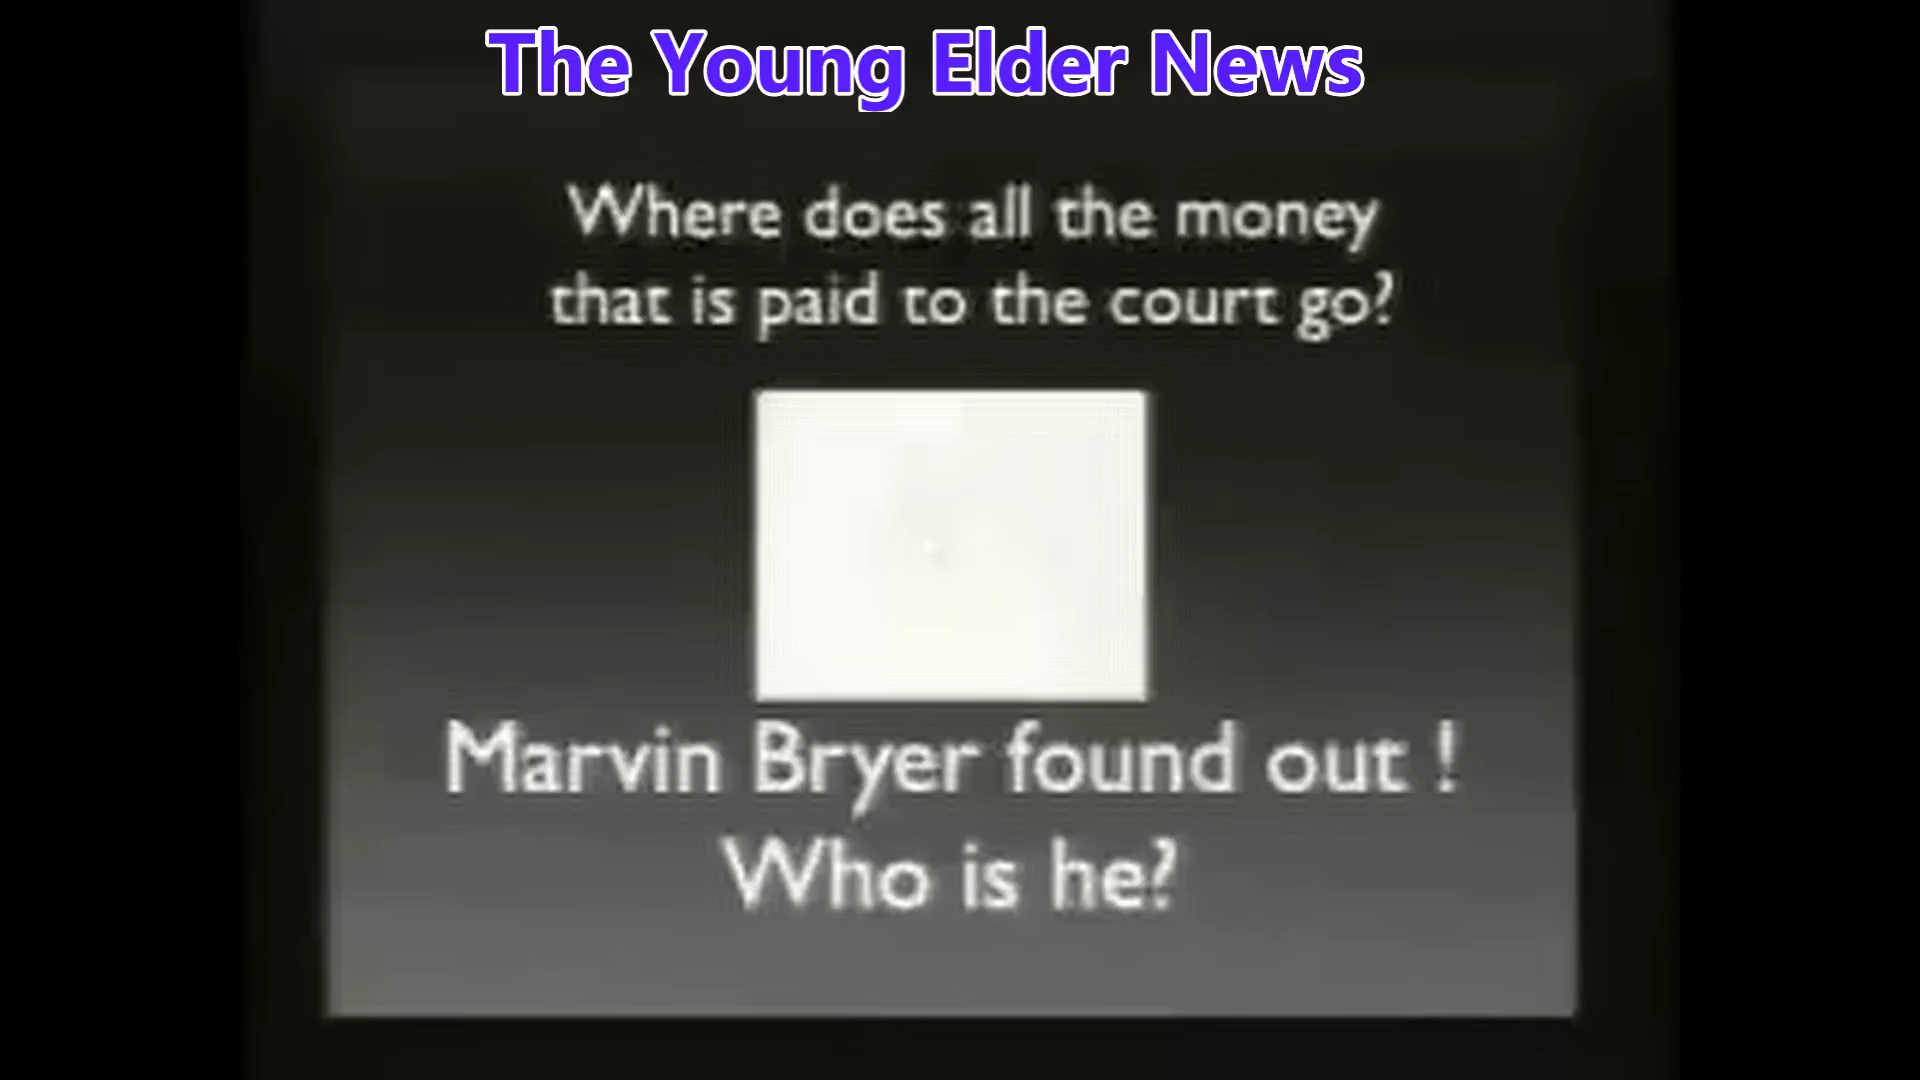 The Young Elder News
Where does all the money
that is paid to the court go?
Marvin Bryer found out !
Who is he?